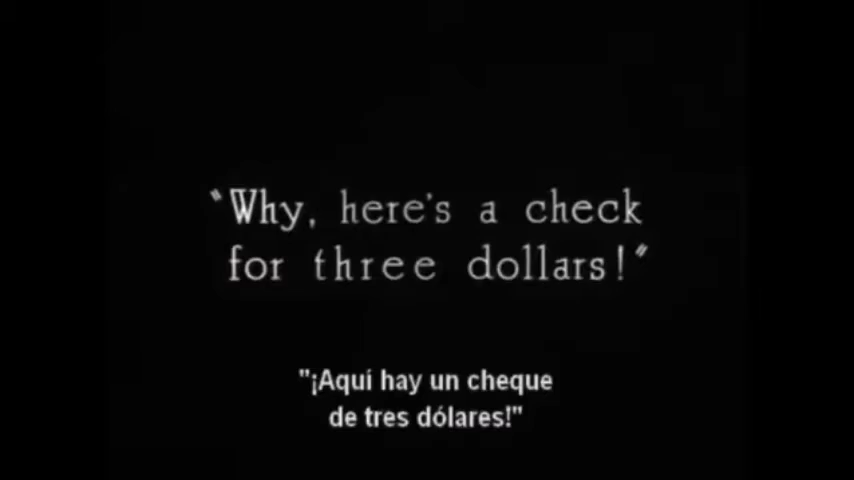 "Why, here's a check
for three dollars!"
"¡Aquí hay un cheque
de tres dólares!"